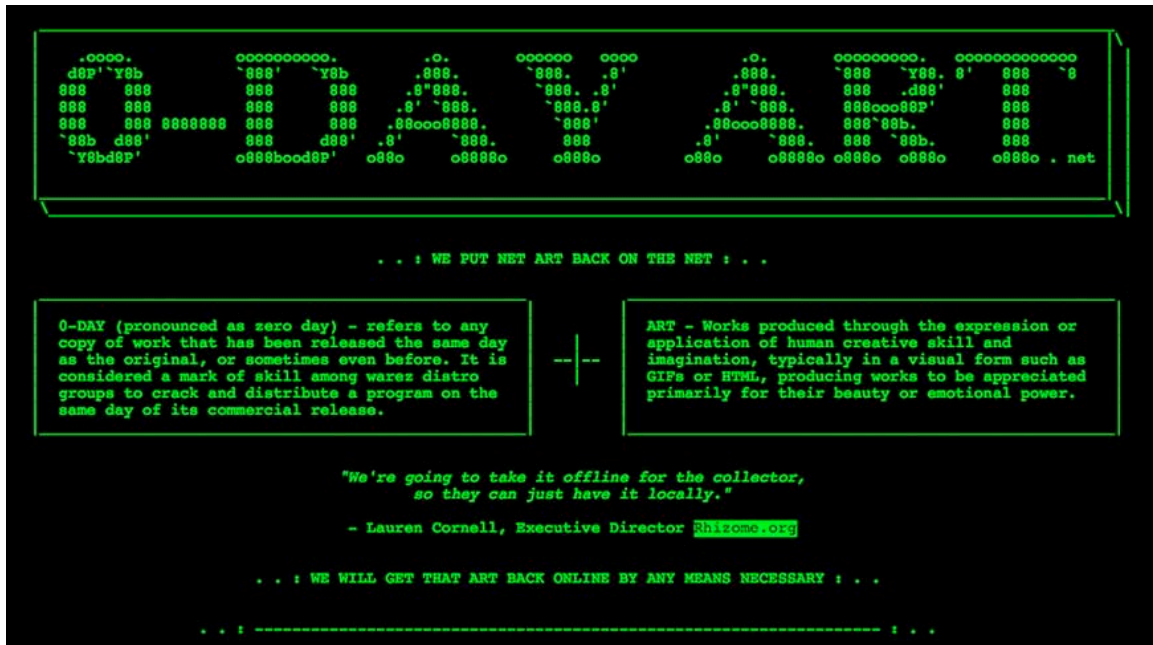 0-DAY ART . net
. . : WE PUT NET ART BACK ON THE NET : . .
0-DAY (pronounced as zero day) – refers to any
copy of work that has been released the same day
as the original, or sometimes even before. It is
considered a mark of skill among warez distro
groups to crack and distribute a program on the
same day of its commercial release.
ART – Works produced through the expression or
application of human creative skill and
imagination, typically in a visual form such as
GIFs or HTML, producing works to be appreciated
primarily for their beauty or emotional power.
"We're going to take it offline for the collector,
so they can just have it locally."
– Lauren Cornell, Executive Director Rhizome.org
. . : WE WILL GET THAT ART BACK ONLINE BY ANY MEANS NECESSARY : . .